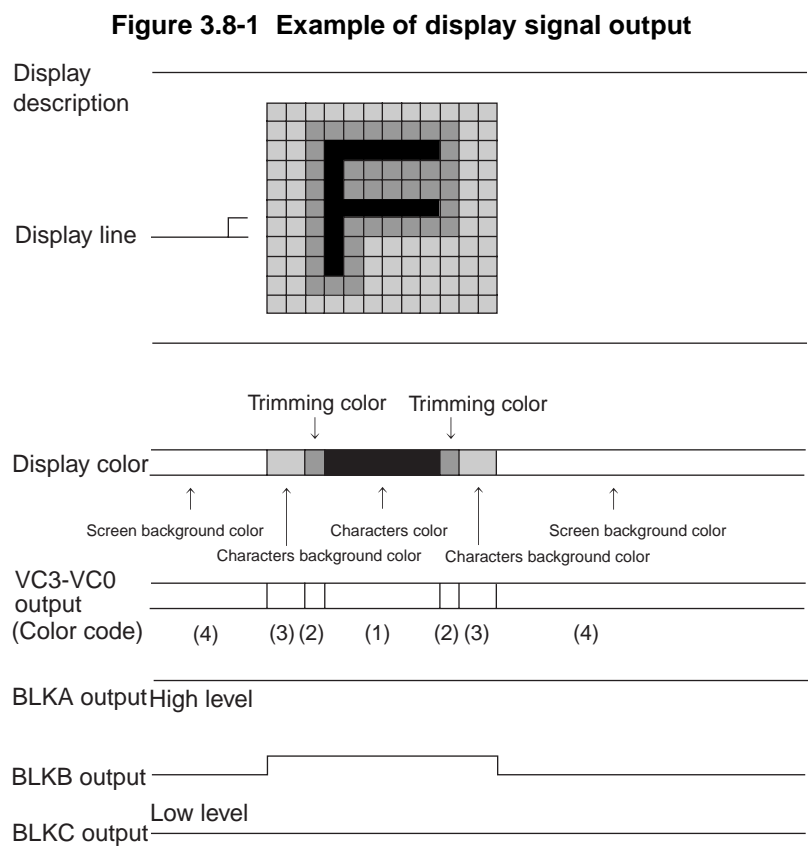 Figure 3.8-1 Example of display signal output
Display
description
Display line
Trimming color Trimming color
Display color
Screen background color Characters color Screen background color
Characters background color Characters background color
VC3-VC0
output
(Color code) (4) (3) (2) (1) (2) (3) (4)
BLKA output High level
BLKB output
Low level
BLKC output